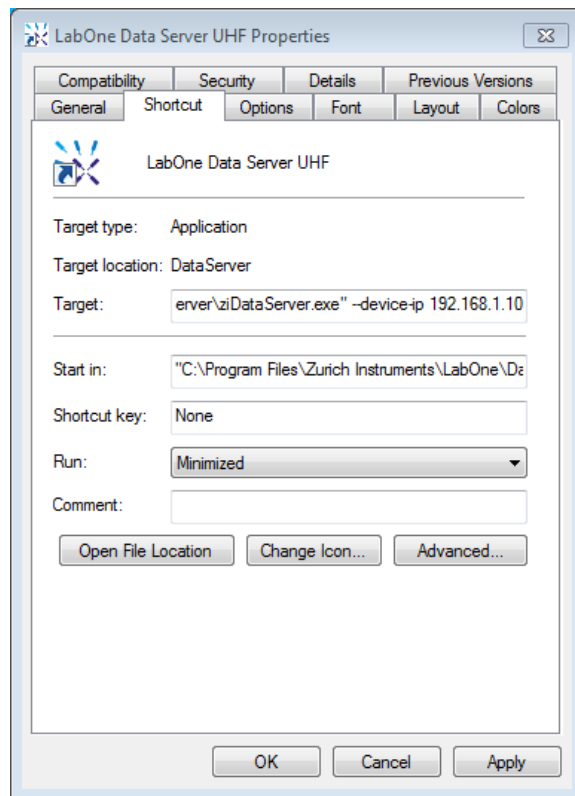 LabOne Data Server UHF Properties
Compatibility Security Details Previous Versions
General Shortcut Options Font Layout Colors
LabOne Data Server UHF
Target type: Application
Target location: DataServer
Target: erver\ziDataServer.exe" --device-ip 192.168.1.10
Start in: "C:\Program Files\Zurich Instruments\LabOne\Da
Shortcut key: None
Run: Minimized
Comment:
Open File Location Change Icon... Advanced...
OK Cancel Apply